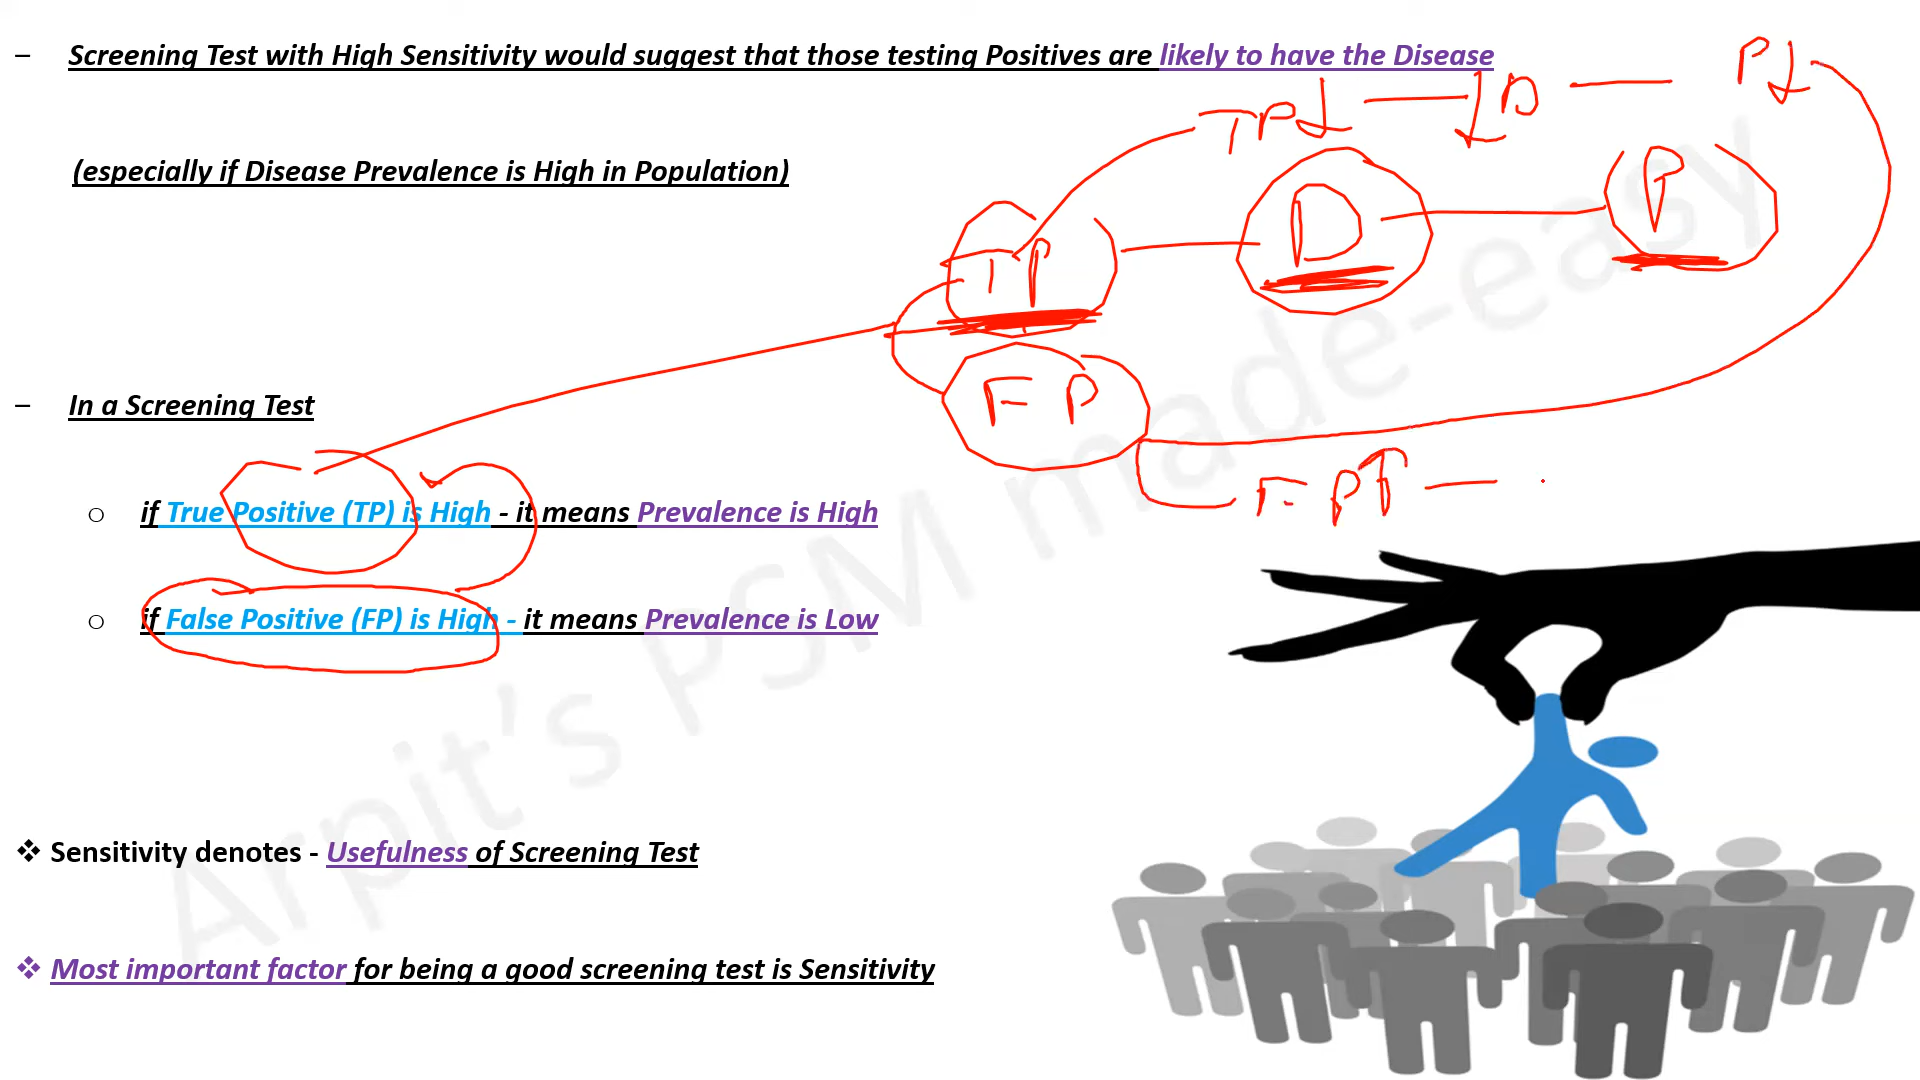 – Screening Test with High Sensitivity would suggest that those testing Positives are likely to have the Disease
P↓
TP↓ — ↓D —
(especially if Disease Prevalence is High in Population)
TP — D — P
FP
– In a Screening Test
FP↑ —
o if True Positive (TP) is High - it means Prevalence is High
o if False Positive (FP) is High - it means Prevalence is Low
❖ Sensitivity denotes - Usefulness of Screening Test
❖ Most important factor for being a good screening test is Sensitivity
Arpit's PSM made-easy